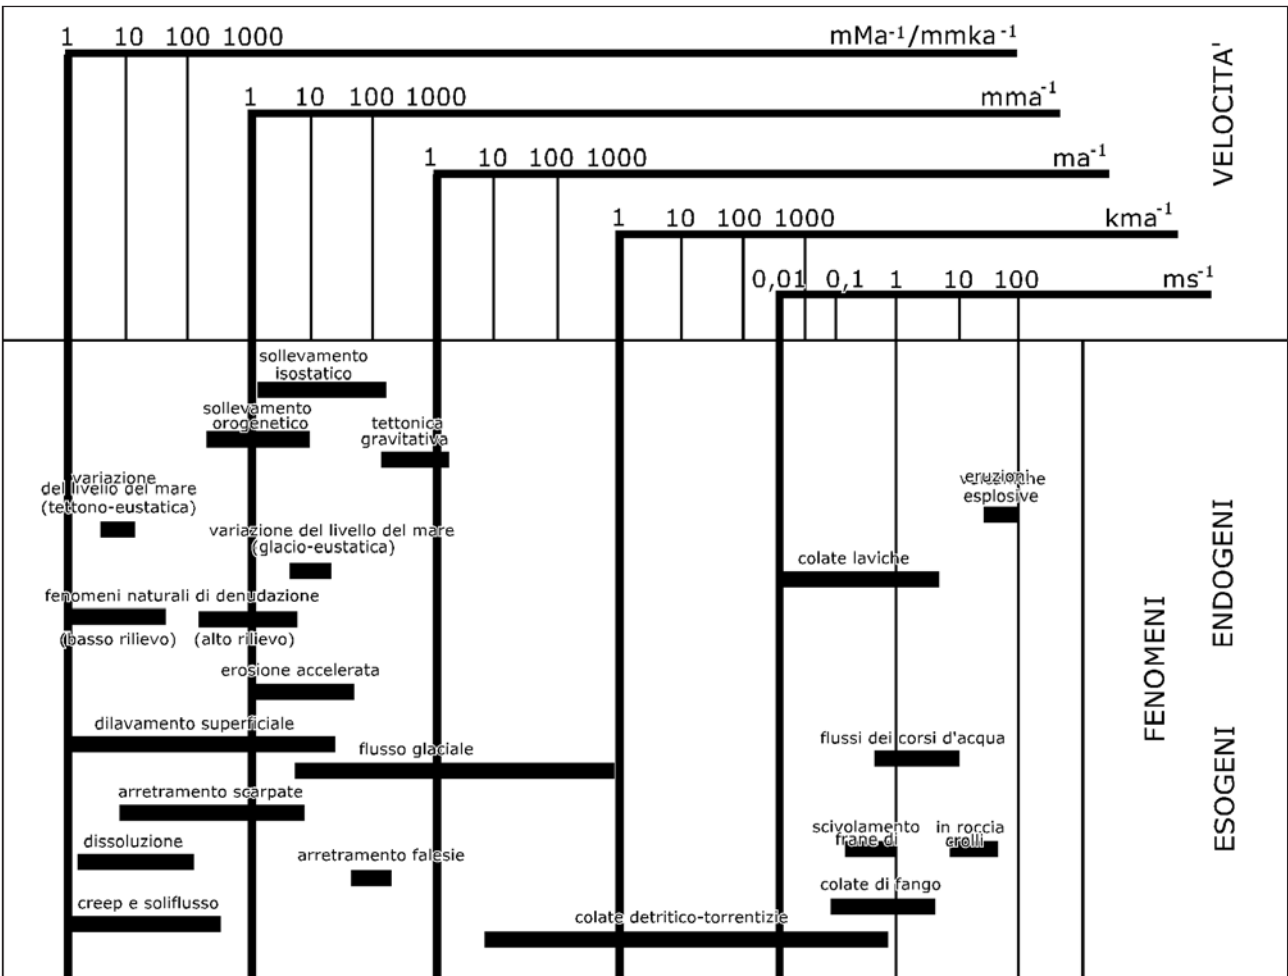 1 10 100 1000 mMa⁻¹/mmka⁻¹
1 10 100 1000 mma⁻¹
1 10 100 1000 ma⁻¹
1 10 100 1000 kma⁻¹
0,01 0,1 1 10 100 ms⁻¹
VELOCITA'
sollevamento
isostatico
sollevamento
orogenetico
tettonica
gravitativa
variazione
del livello del mare
(tettono-eustatica)
eruzioni
esplosive
variazione del livello del mare
(glacio-eustatica)
colate laviche
fenomeni naturali di denudazione
(basso rilievo) (alto rilievo)
erosione accelerata
dilavamento superficiale
flusso glaciale
flussi dei corsi d'acqua
arretramento scarpate
scivolamento
frane di
in roccia
crolli
dissoluzione
arretramento falesie
colate di fango
creep e soliflusso
colate detritico-torrentizie
FENOMENI
ENDOGENI
ESOGENI